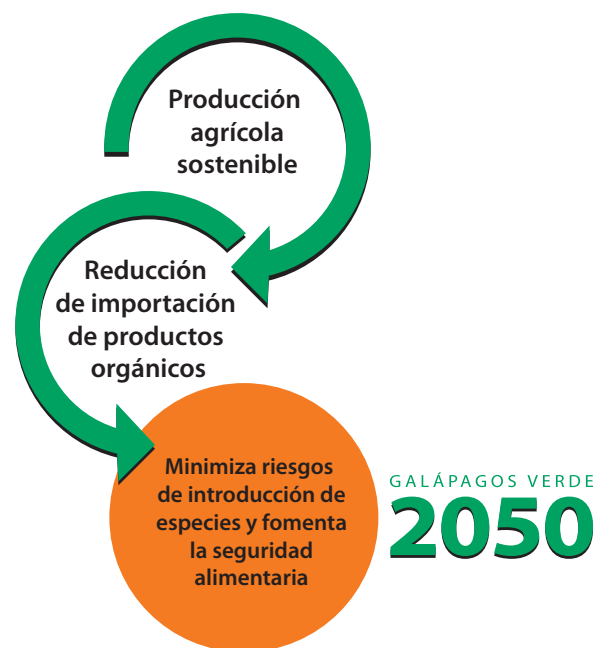 Producción
agrícola
sostenible
Reducción
de importación
de productos
orgánicos
Minimiza riesgos
de introducción de
especies y fomenta
la seguridad
alimentaria
GALÁPAGOS VERDE
2050